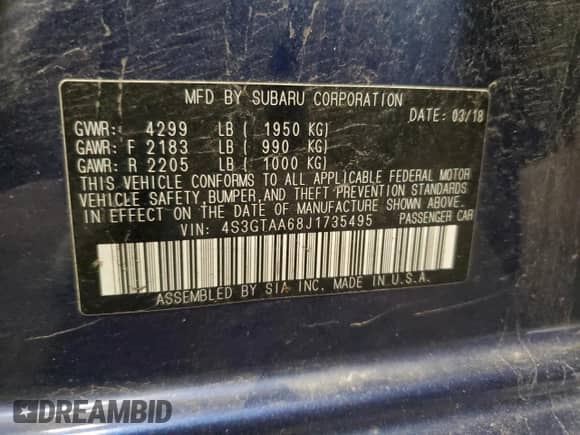 MFD BY SUBARU CORPORATION
DATE: 03/18
GVWR: 4299 LB ( 1950 KG)
GAWR: F 2183 LB ( 990 KG)
GAWR: R 2205 LB ( 1000 KG)
THIS VEHICLE CONFORMS TO ALL APPLICABLE FEDERAL MOTOR
VEHICLE SAFETY, BUMPER, AND THEFT PREVENTION STANDARDS
IN EFFECT ON THE DATE OF MANUFACTURE SHOWN ABOVE.
VIN: 4S3GTAA68J1735495 PASSENGER CAR
ASSEMBLED BY SIA INC. MADE IN U.S.A.
DREAMBID